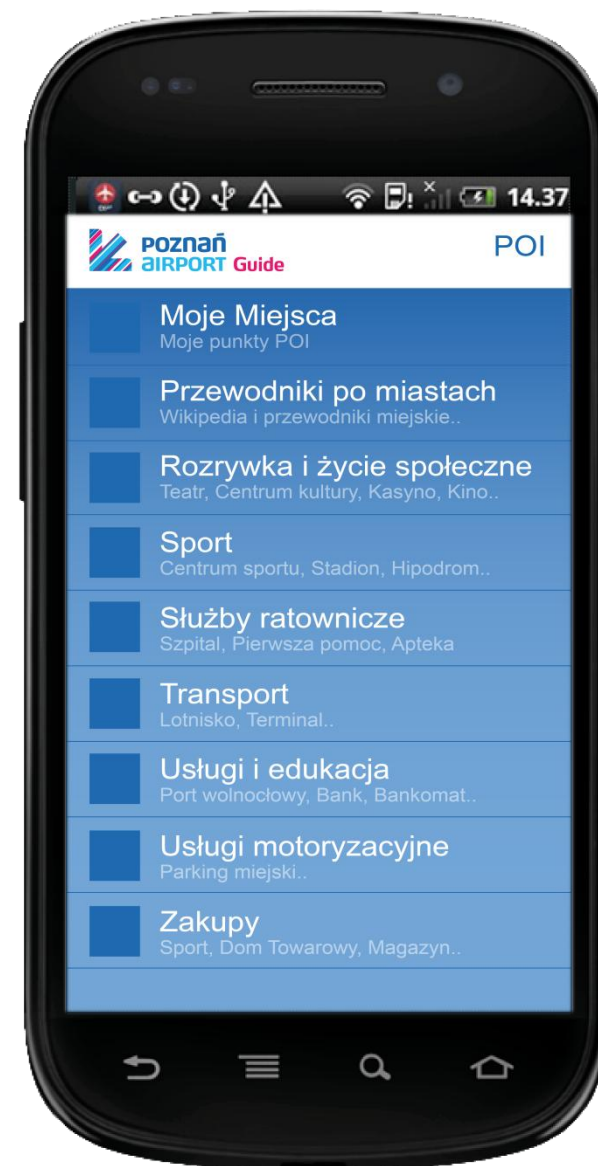 14.37
POZNAń
aIRPORT Guide
POI
Moje Miejsca
Moje punkty POI
Przewodniki po miastach
Wikipedia i przewodniki miejskie..
Rozrywka i życie społeczne
Teatr, Centrum kultury, Kasyno, Kino..
Sport
Centrum sportu, Stadion, Hipodrom..
Służby ratownicze
Szpital, Pierwsza pomoc, Apteka
Transport
Lotnisko, Terminal..
Usługi i edukacja
Port wolnocłowy, Bank, Bankomat..
Usługi motoryzacyjne
Parking miejski..
Zakupy
Sport, Dom Towarowy, Magazyn..